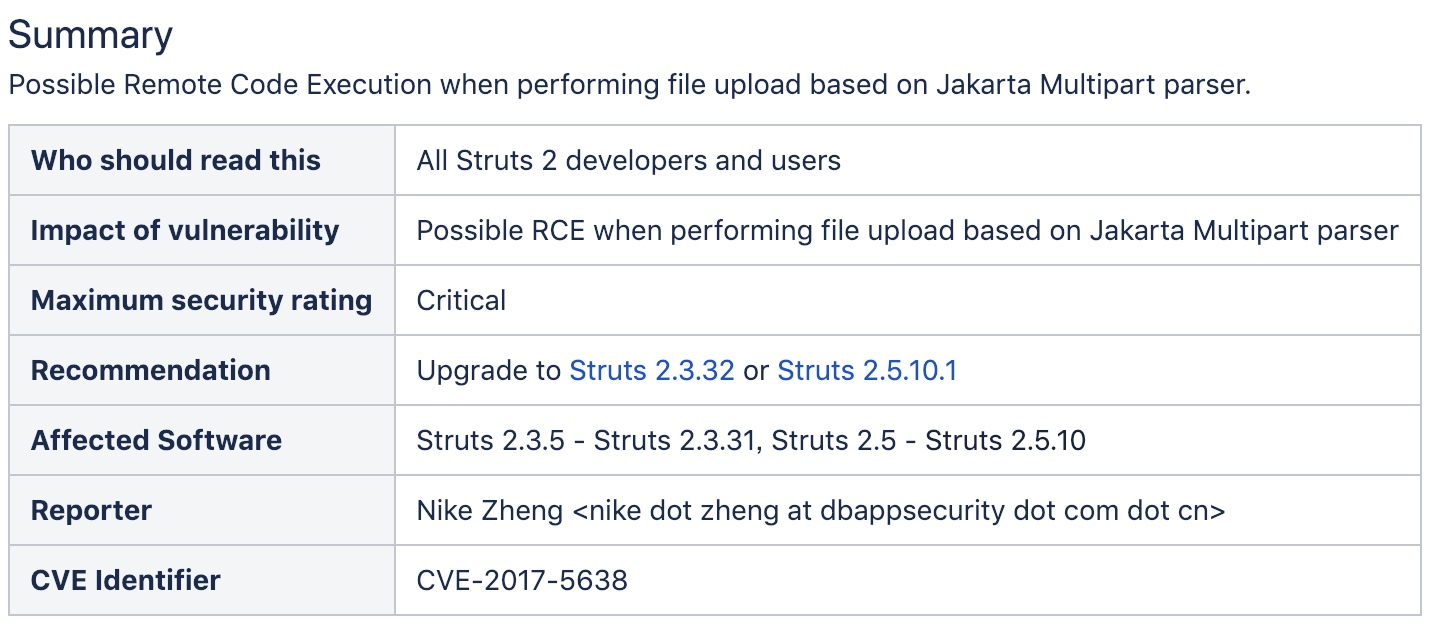 Summary
Possible Remote Code Execution when performing file upload based on Jakarta Multipart parser.
Who should read this All Struts 2 developers and users
Impact of vulnerability Possible RCE when performing file upload based on Jakarta Multipart parser
Maximum security rating Critical
Recommendation Upgrade to Struts 2.3.32 or Struts 2.5.10.1
Affected Software Struts 2.3.5 - Struts 2.3.31, Struts 2.5 - Struts 2.5.10
Reporter Nike Zheng <nike dot zheng at dbappsecurity dot com dot cn>
CVE Identifier CVE-2017-5638